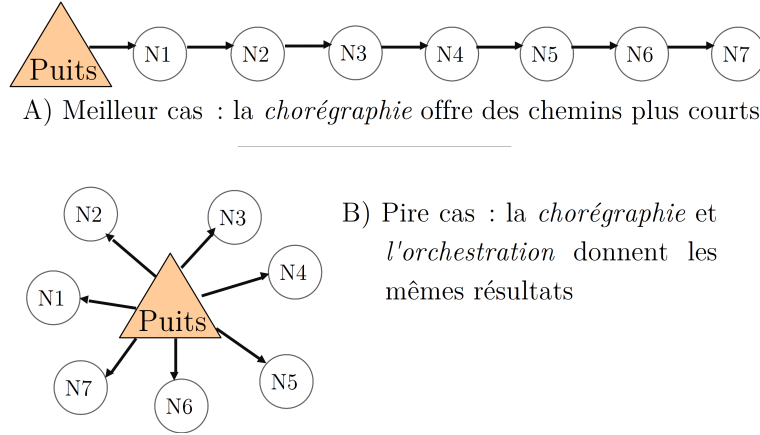 Puits N1 N2 N3 N4 N5 N6 N7
A) Meilleur cas : la chorégraphie offre des chemins plus courts
N2 N3
B) Pire cas : la chorégraphie et
l'orchestration donnent les
mêmes résultats
N4
N1
Puits
N7 N5
N6